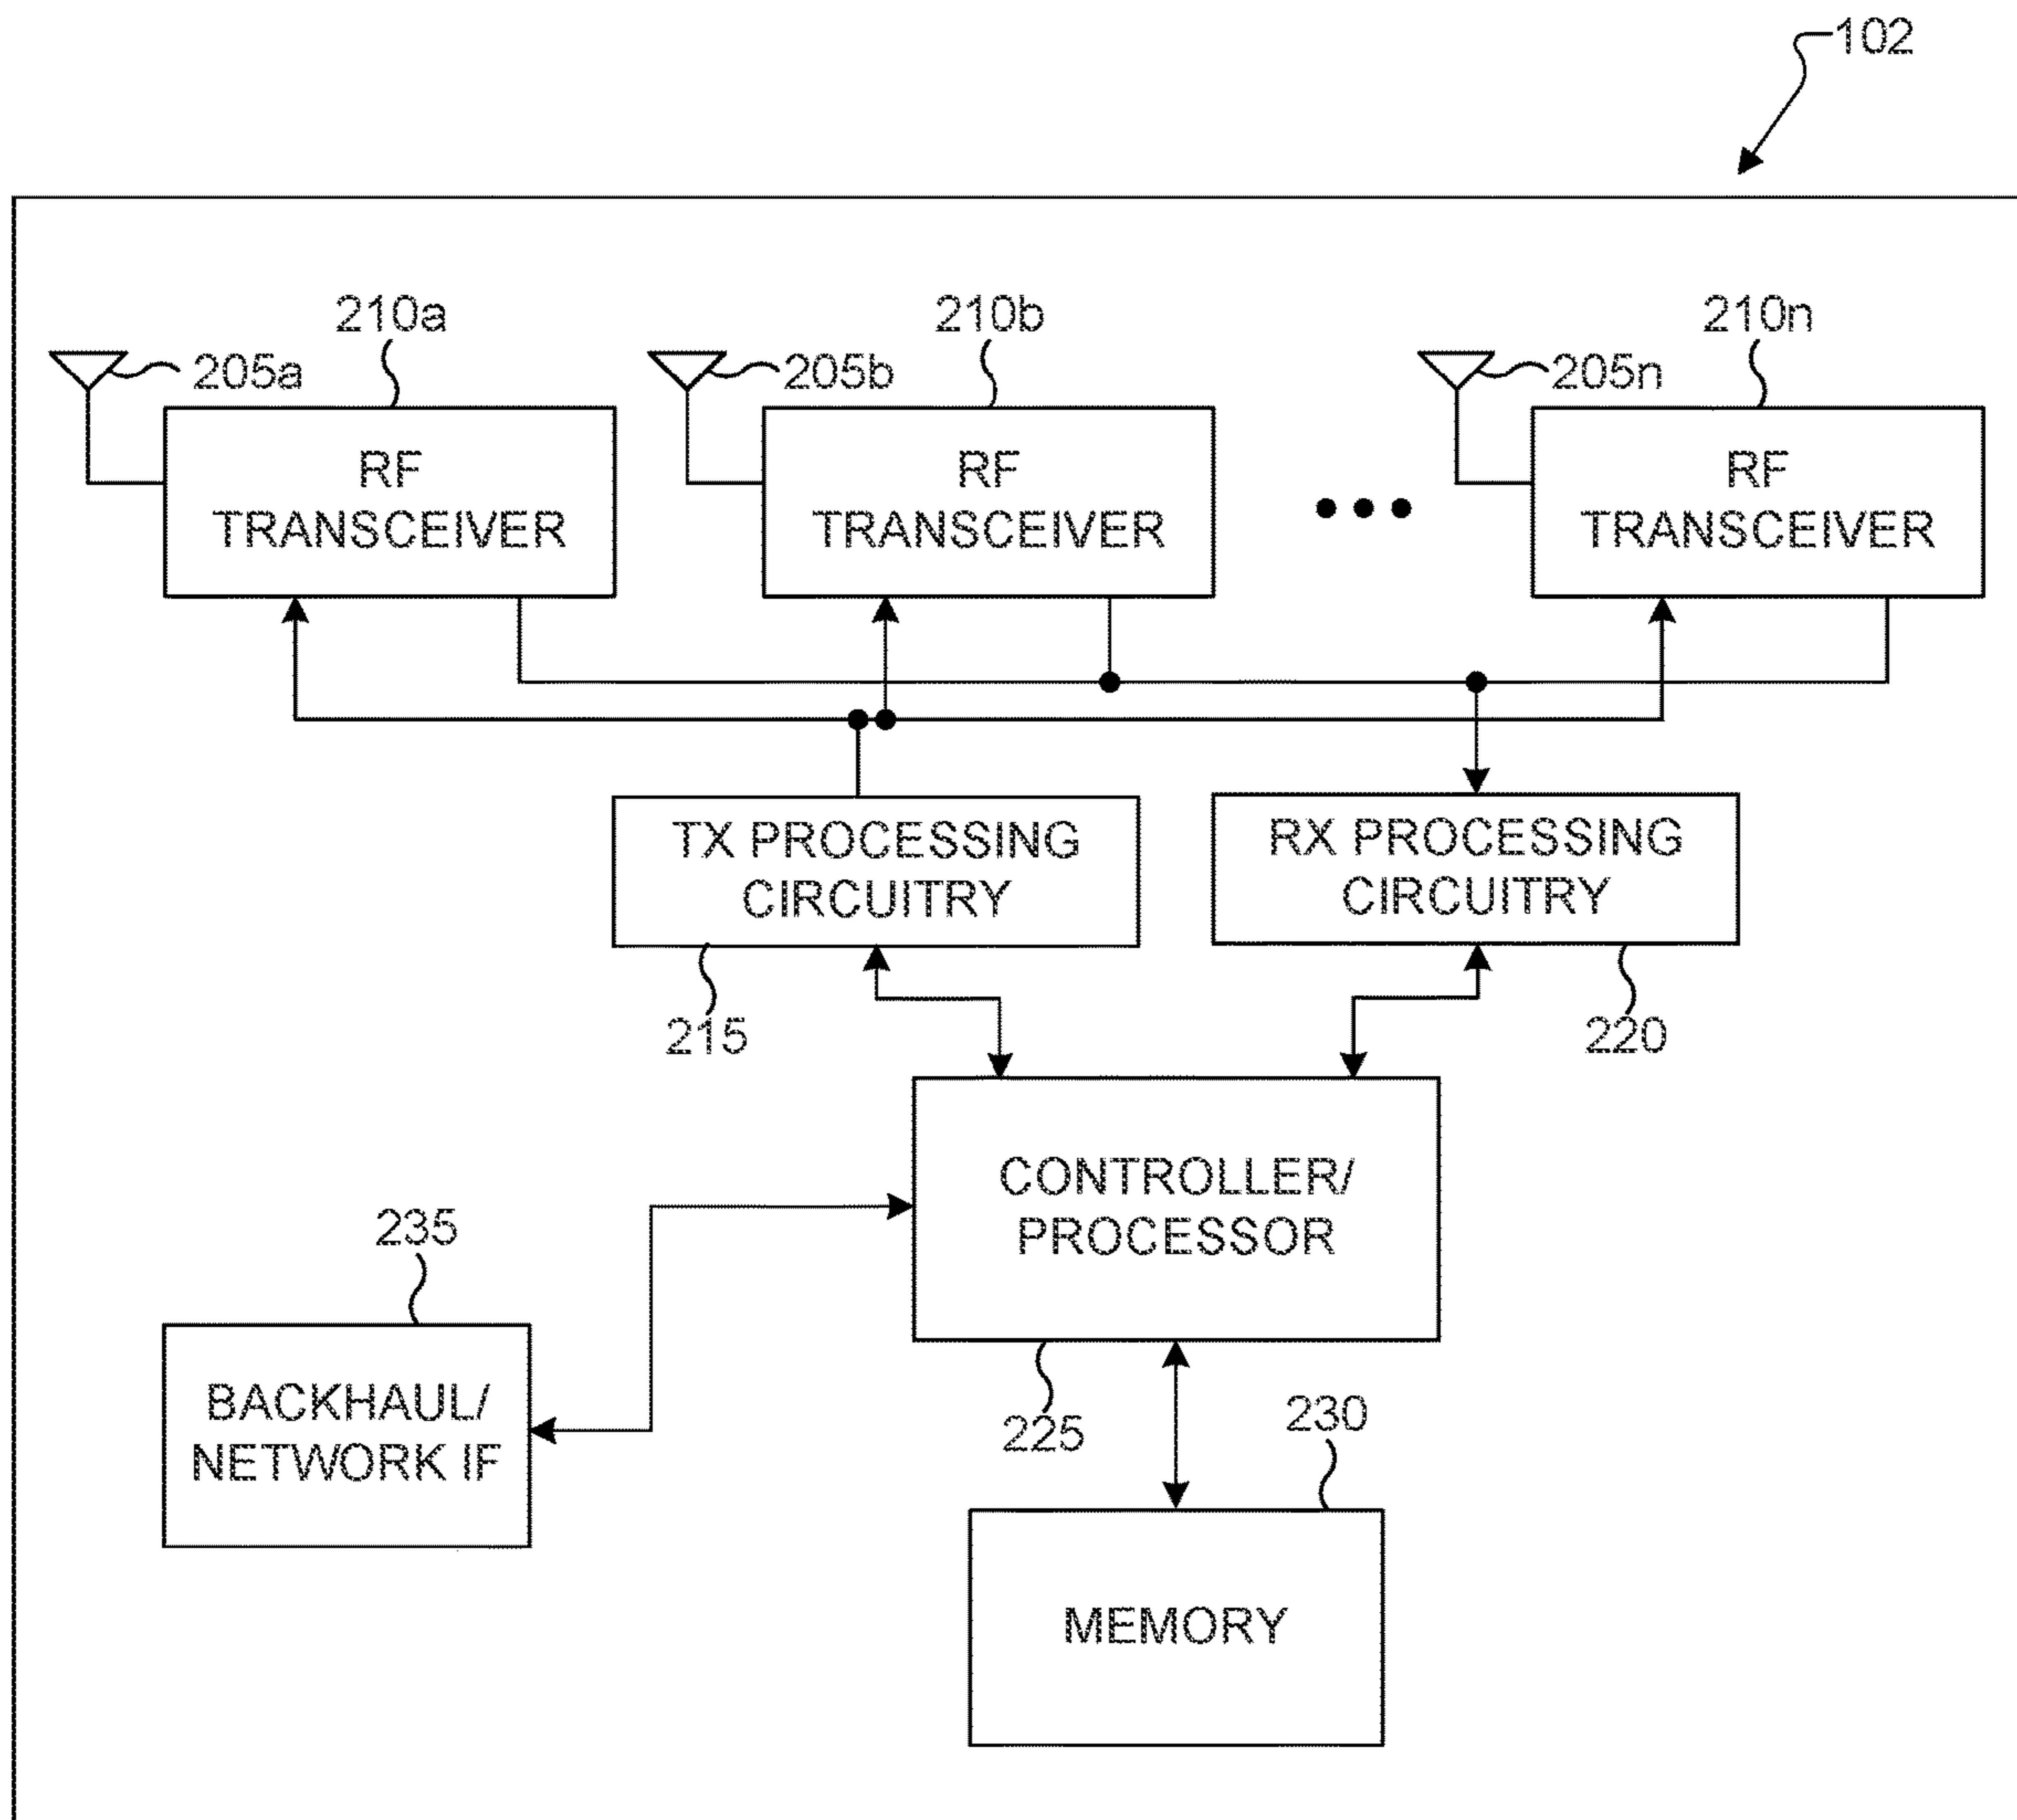 102
210a
210b
210n
205a
205b
205n
RF
TRANSCEIVER
RF
TRANSCEIVER
RF
TRANSCEIVER
TX PROCESSING
CIRCUITRY
RX PROCESSING
CIRCUITRY
215
220
CONTROLLER/
PROCESSOR
235
BACKHAUL/
NETWORK IF
225
230
MEMORY